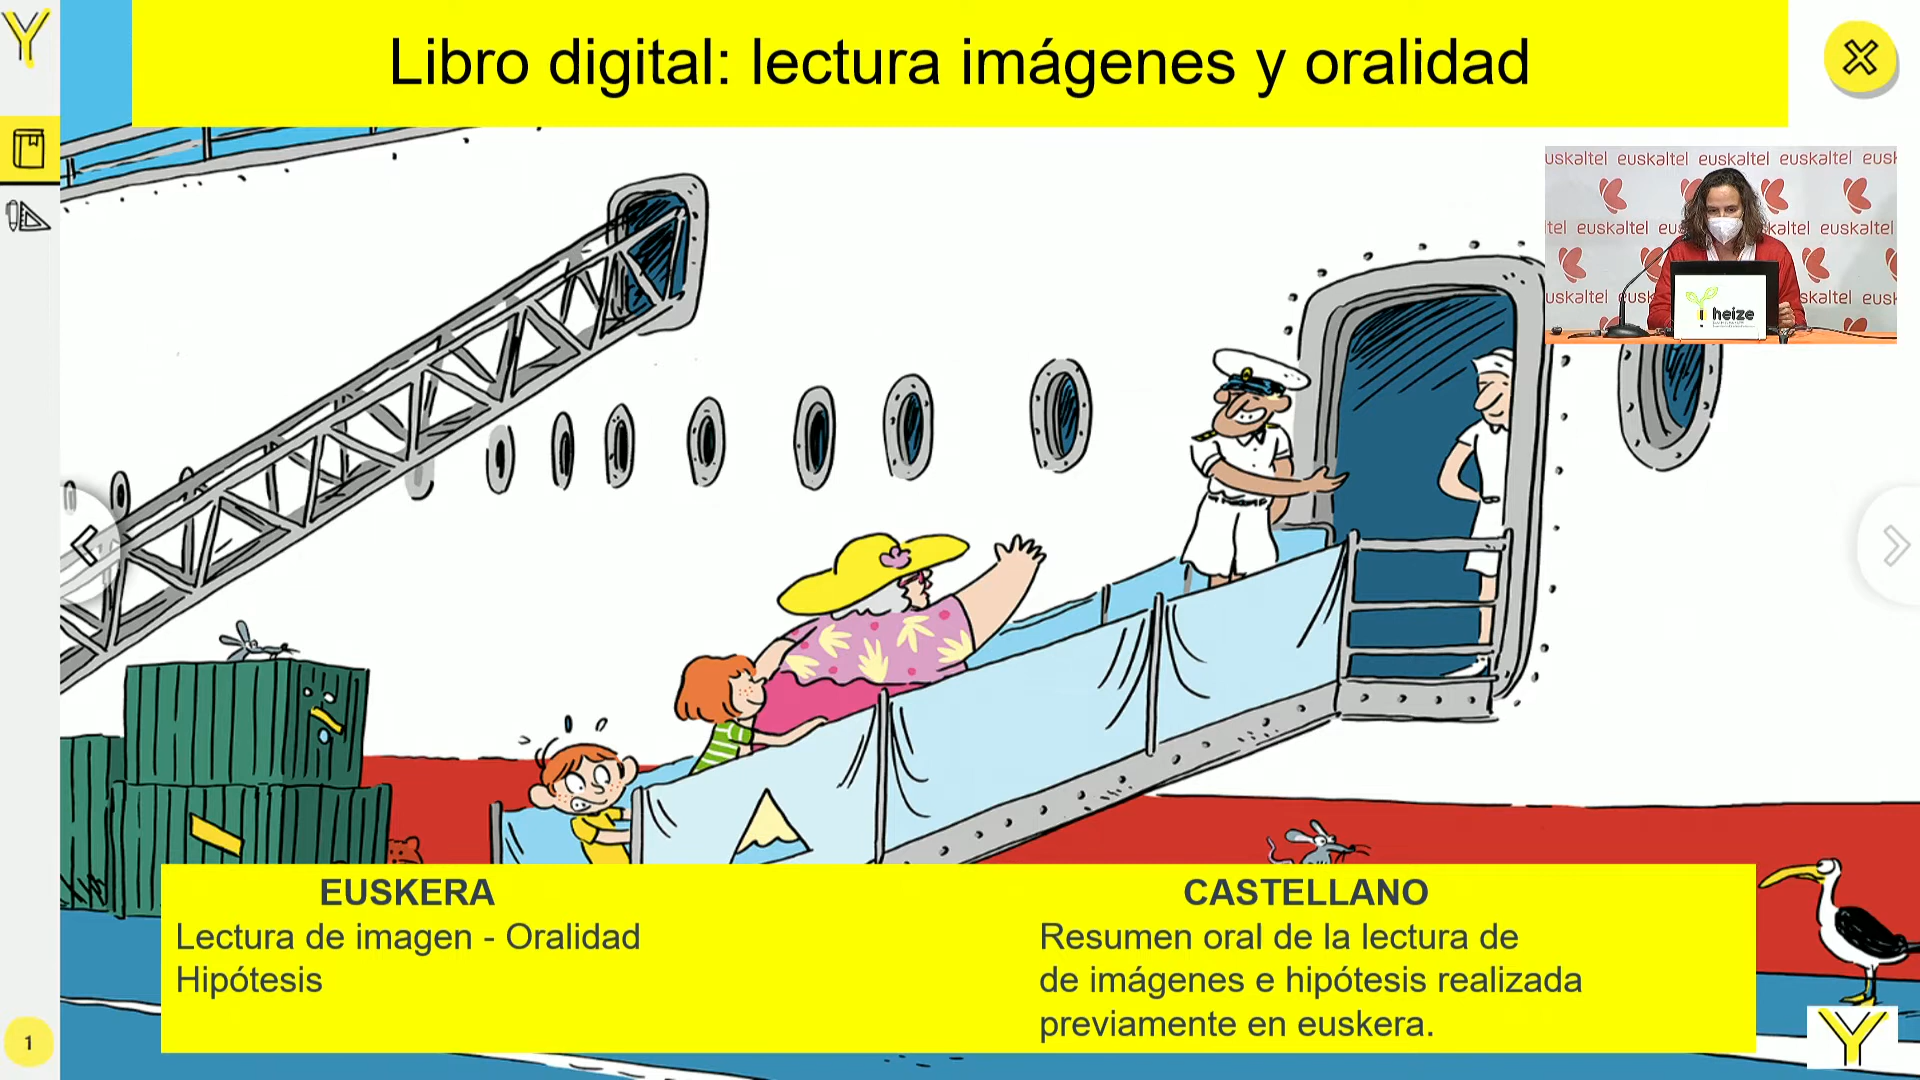 Libro digital: lectura imágenes y oralidad
uskaltel euskaltel euskaltel euskaltel eusk
tel euskaltel eus kaltel euskaltel
uskaltel eusk skaltel eusk
heize
EUSKERA
Lectura de imagen - Oralidad
Hipótesis
CASTELLANO
Resumen oral de la lectura de
de imágenes e hipótesis realizada
previamente en euskera.
1